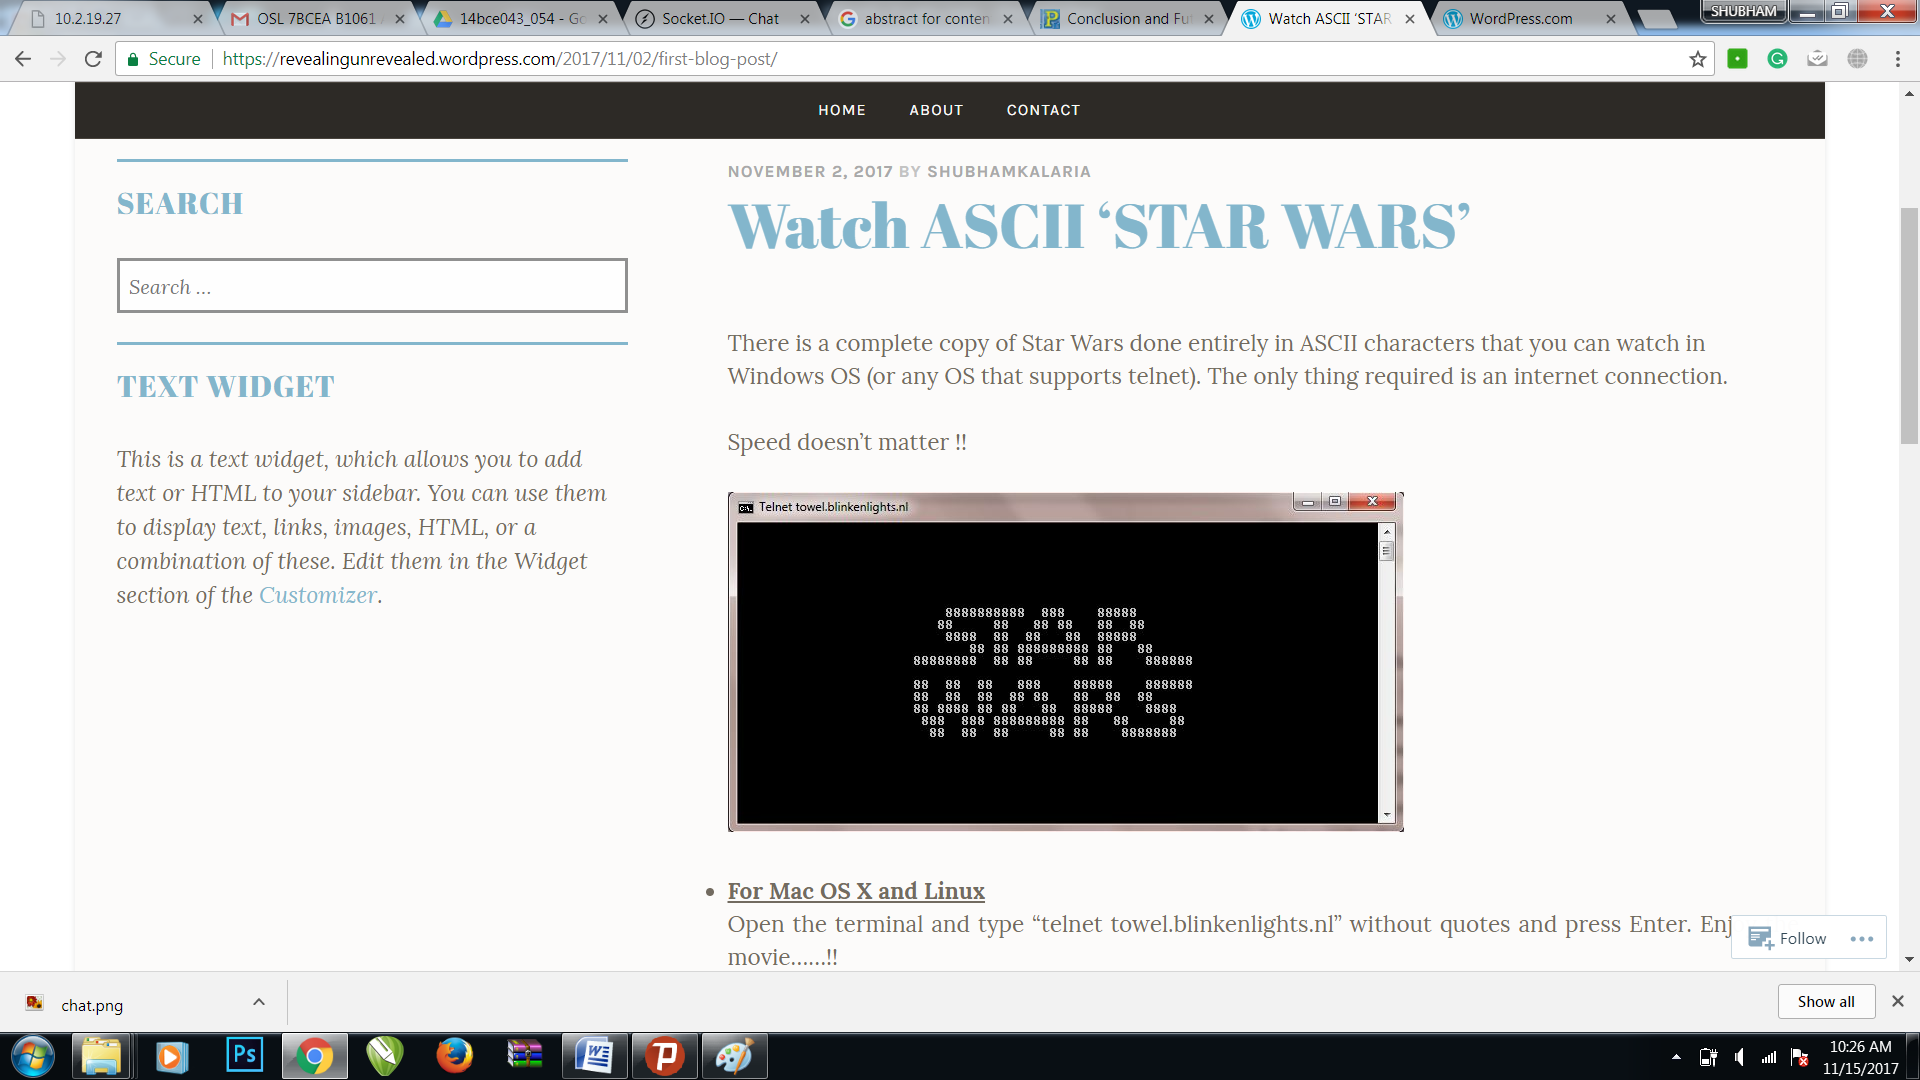 10.2.19.27
OSL 7BCEA B1061
14bce043_054 - Go
Socket.IO — Chat
abstract for conten
Conclusion and Fut
Watch ASCII ‘STAR
WordPress.com
SHUBHAM
Secure
https://revealingunrevealed.wordpress.com/2017/11/02/first-blog-post/
HOME ABOUT CONTACT
SEARCH
Search …
TEXT WIDGET
This is a text widget, which allows you to add
text or HTML to your sidebar. You can use them
to display text, links, images, HTML, or a
combination of these. Edit them in the Widget
section of the Customizer.
NOVEMBER 2, 2017 BY SHUBHAMKALARIA
Watch ASCII ‘STAR WARS’
There is a complete copy of Star Wars done entirely in ASCII characters that you can watch in
Windows OS (or any OS that supports telnet). The only thing required is an internet connection.
Speed doesn’t matter !!
Telnet towel.blinkenlights.nl
STAR
WARS
For Mac OS X and Linux
Open the terminal and type “telnet towel.blinkenlights.nl” without quotes and press Enter. Enj
movie……!!
Follow
chat.png
Show all
Ps
10:26 AM
11/15/2017